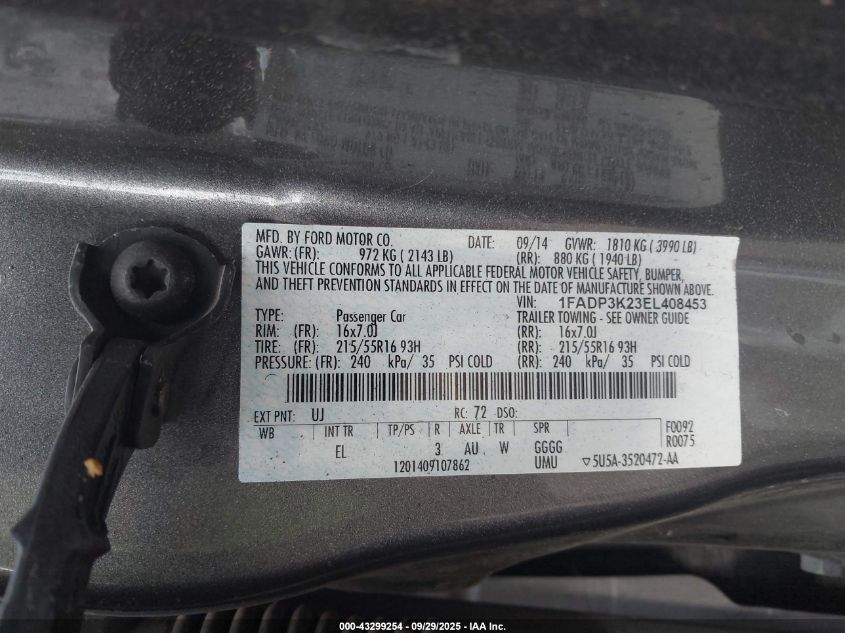 MFD. BY FORD MOTOR CO. DATE: 09/14 GVWR: 1810 KG ( 3990 LB)
GAWR: (FR): 972 KG ( 2143 LB) (RR): 880 KG ( 1940 LB)
THIS VEHICLE CONFORMS TO ALL APPLICABLE FEDERAL MOTOR VEHICLE SAFETY, BUMPER,
AND THEFT PREVENTION STANDARDS IN EFFECT ON THE DATE OF MANUFACTURE SHOWN ABOVE.
VIN: 1FADP3K23EL408453
TYPE: Passenger Car TRAILER TOWING - SEE OWNER GUIDE
RIM: (FR): 16x7.0J (RR): 16x7.0J
TIRE: (FR): 215/55R16 93H (RR): 215/55R16 93H
PRESSURE: (FR): 240 kPa/ 35 PSI COLD (RR): 240 kPa/ 35 PSI COLD
EXT PNT: UJ RC: 72 DSO:
WB INT TR TP/PS R AXLE TR SPR F0092
R0075
EL 3 AU W GGGG
1201409107862 UMU ▽5U5A-3520472-AA
000-43299254 - 09/29/2025 - IAA Inc.